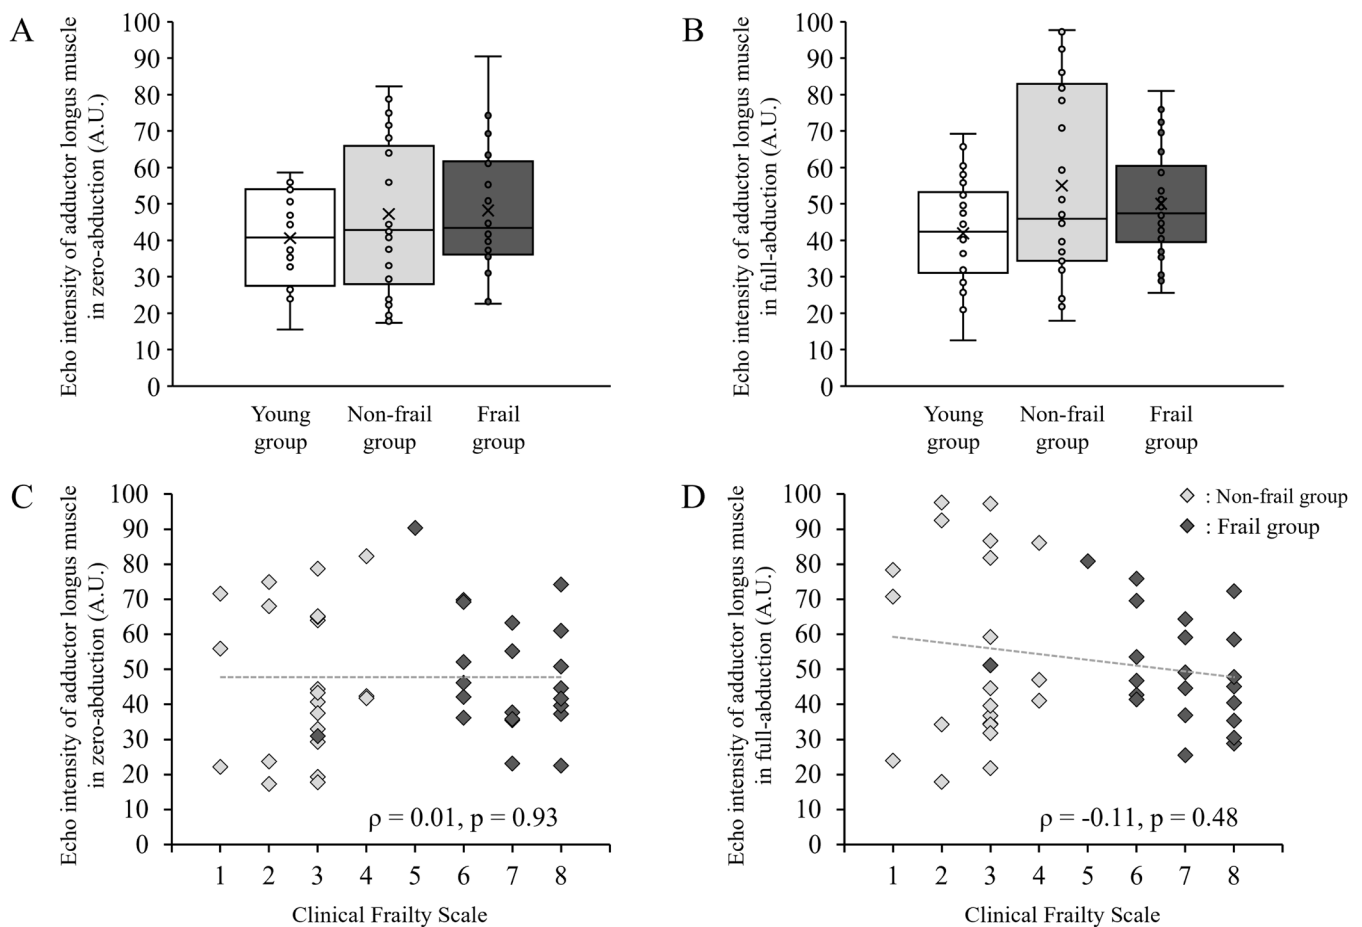 A
Echo intensity of adductor longus muscle
in zero-abduction (A.U.)
100
90
80
70
60
50
40
30
20
10
0
Young
group
Non-frail
group
Frail
group
B
Echo intensity of adductor longus muscle
in full-abduction (A.U.)
100
90
80
70
60
50
40
30
20
10
0
Young
group
Non-frail
group
Frail
group
C
Echo intensity of adductor longus muscle
in zero-abduction (A.U.)
100
90
80
70
60
50
40
30
20
10
0
ρ = 0.01, p = 0.93
1 2 3 4 5 6 7 8
Clinical Frailty Scale
D
Echo intensity of adductor longus muscle
in full-abduction (A.U.)
100
90
80
70
60
50
40
30
20
10
0
: Non-frail group
: Frail group
ρ = -0.11, p = 0.48
1 2 3 4 5 6 7 8
Clinical Frailty Scale